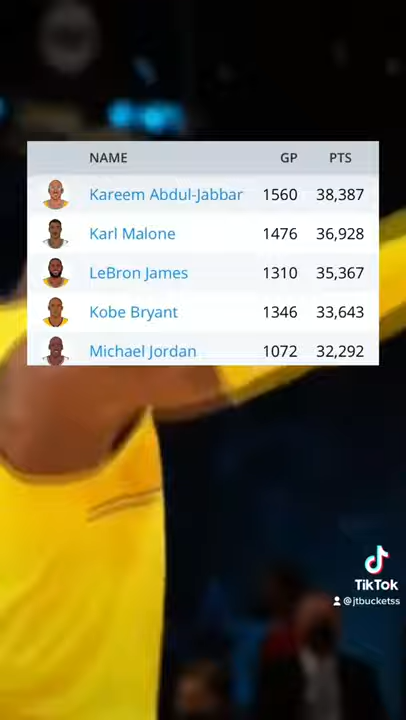 NAME GP PTS
Kareem Abdul-Jabbar 1560 38,387
Karl Malone 1476 36,928
LeBron James 1310 35,367
Kobe Bryant 1346 33,643
Michael Jordan 1072 32,292
TikTok
@jtbucketss